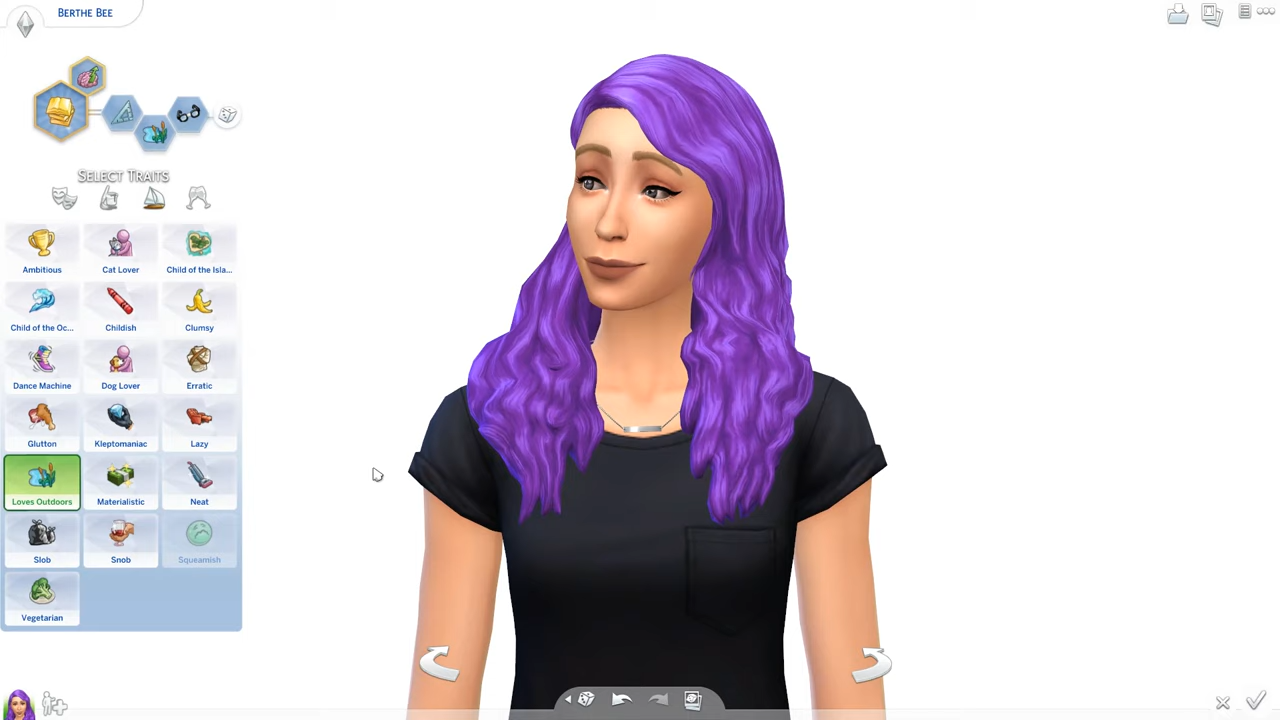 BERTHE BEE
SELECT TRAITS
Ambitious
Cat Lover
Child of the Isla...
Child of the Oc...
Childish
Clumsy
Dance Machine
Dog Lover
Erratic
Glutton
Kleptomaniac
Lazy
Loves Outdoors
Materialistic
Neat
Slob
Snob
Squeamish
Vegetarian